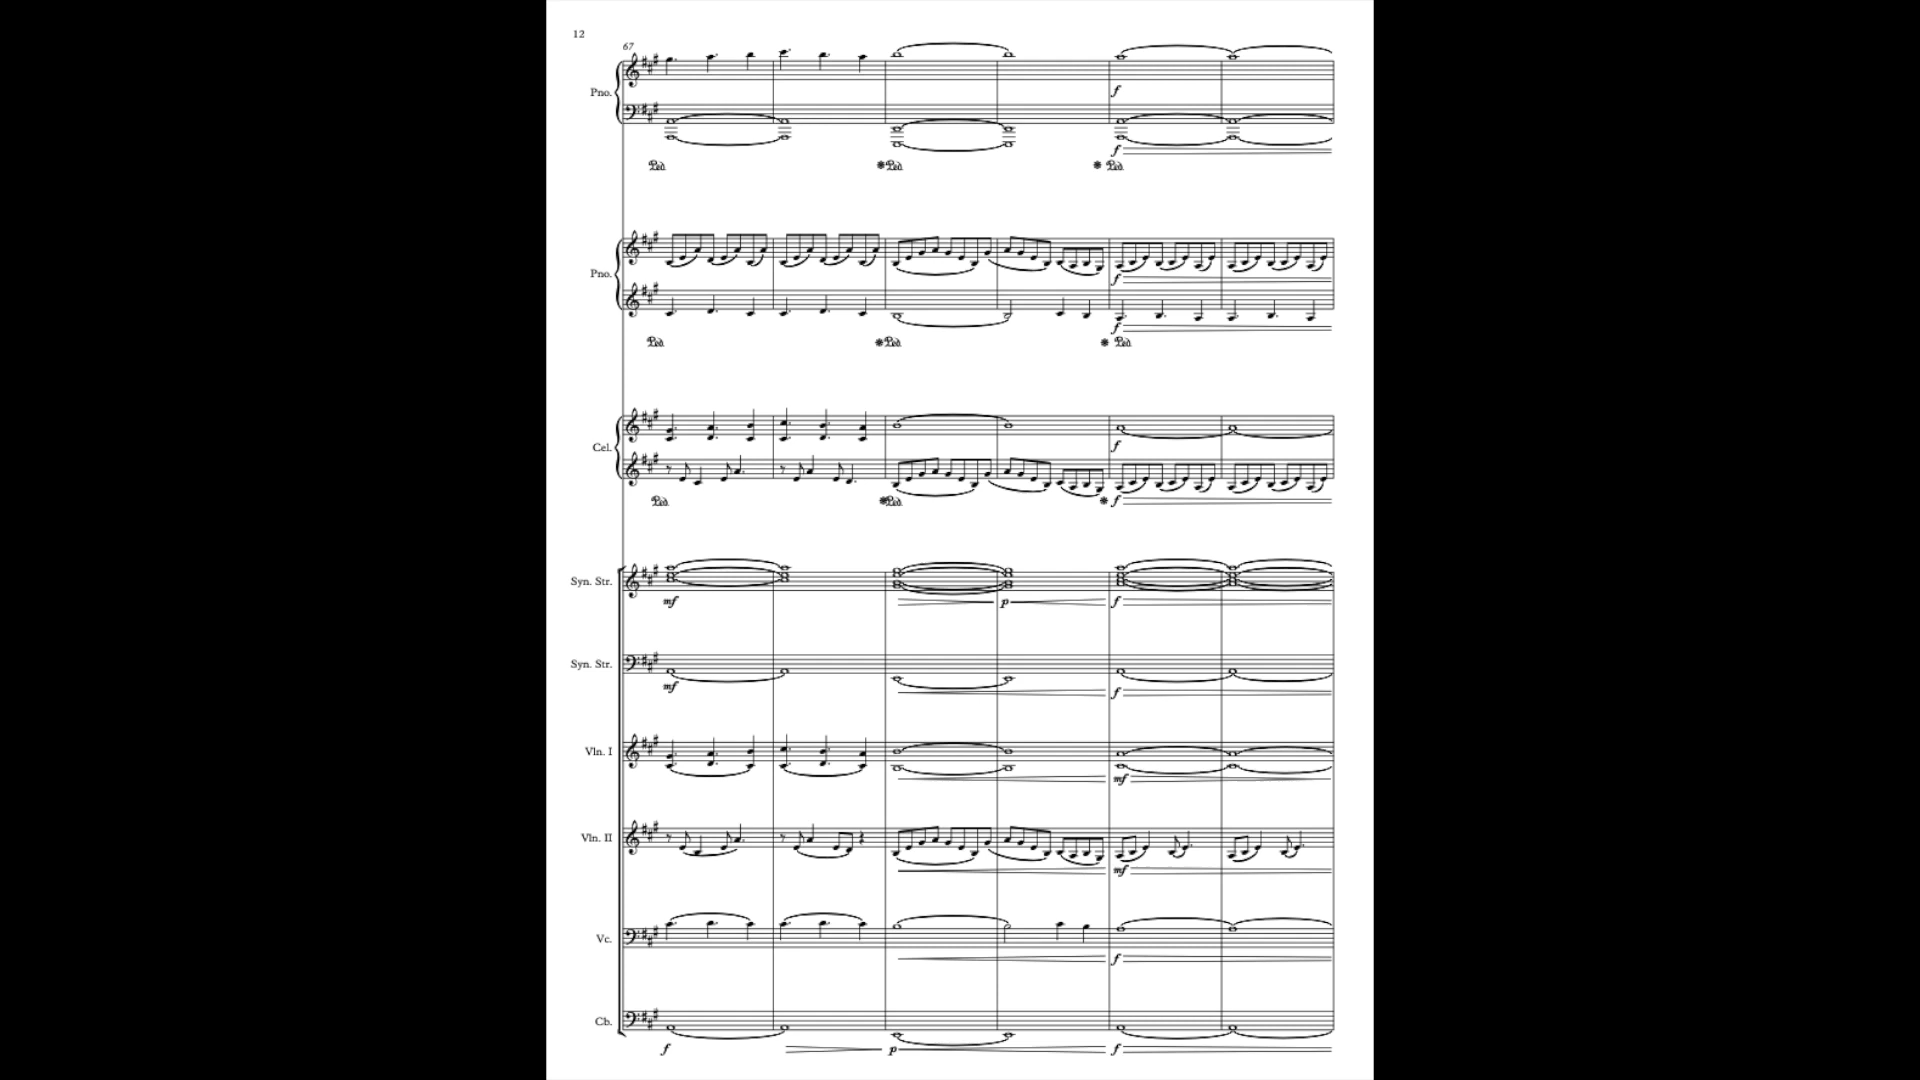 12
67
Pno.
f
f
Ped. * Ped. * Ped.
Pno.
f
f
Ped. * Ped. * Ped.
Cel.
f
Ped. * Ped. * f
Syn. Str.
mf p f
Syn. Str.
mf f
Vln. I
mf
Vln. II
mf
Vc.
f
Cb.
f p f